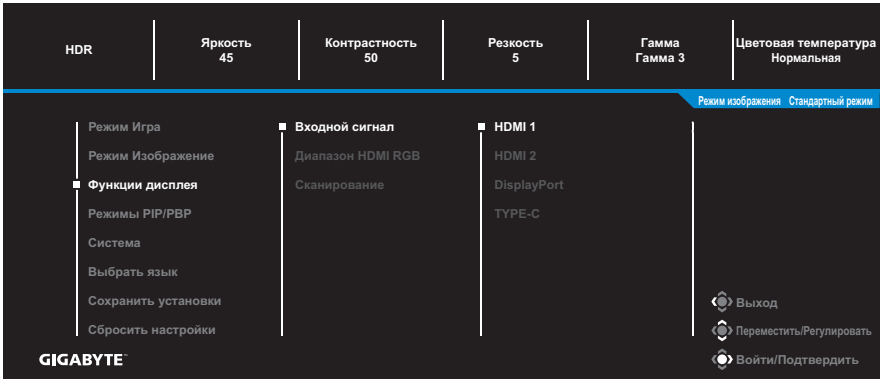 HDR
Яркость
45
Контрастность
50
Резкость
5
Гамма
Гамма 3
Цветовая температура
Нормальная
Режим изображения Стандартный режим
Режим Игра
Режим Изображение
Функции дисплея
Режимы PIP/PBP
Система
Выбрать язык
Сохранить установки
Сбросить настройки
Входной сигнал
Диапазон HDMI RGB
Сканирование
HDMI 1
HDMI 2
DisplayPort
TYPE-C
Выход
Переместить/Регулировать
Войти/Подтвердить
GIGABYTE™